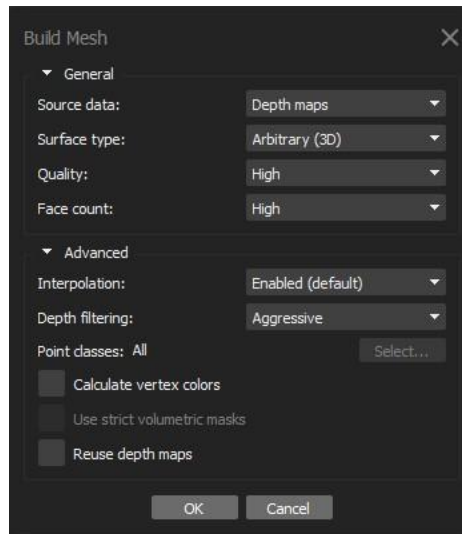 Build Mesh
General
Source data: Depth maps
Surface type: Arbitrary (3D)
Quality: High
Face count: High
Advanced
Interpolation: Enabled (default)
Depth filtering: Aggressive
Point classes: All Select...
Calculate vertex colors
Use strict volumetric masks
Reuse depth maps
OK Cancel